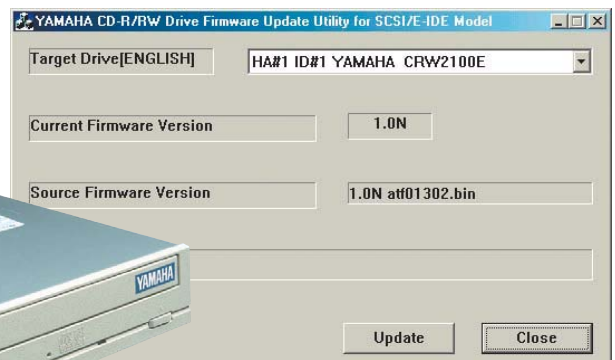 YAMAHA CD-R/RW Drive Firmware Update Utility for SCSI/E-IDE Model
Target Drive[ENGLISH]
HA#1 ID#1 YAMAHA CRW2100E
Current Firmware Version
1.0N
Source Firmware Version
1.0N atf01302.bin
YAMAHA
Update
Close